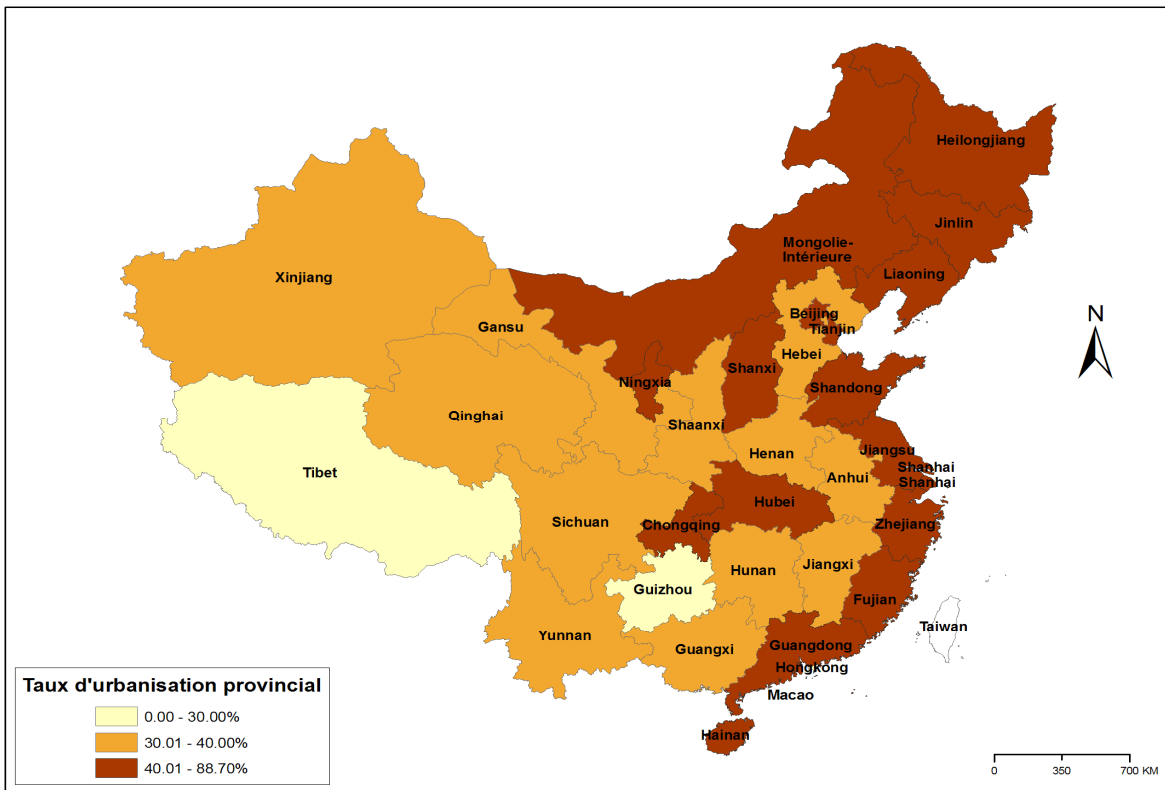 Heilongjiang
Jinlin
Mongolie-
Intérieure
Liaoning
Xinjiang
Beijing
N
Gansu
Tianjin
Hebei
Shanxi
Ningxia
Shandong
Qinghai
Shaanxi
Henan
Jiangsu
Tibet
Shanhai
Anhui
Shanhai
Hubei
Sichuan
Chongqing
Zhejiang
Jiangxi
Hunan
Guizhou
Fujian
Taiwan
Yunnan
Guangxi
Guangdong
Hongkong
Macao
Hainan
Taux d'urbanisation provincial
0.00 - 30.00%
30.01 - 40.00%
40.01 - 88.70%
0 350 700 KM